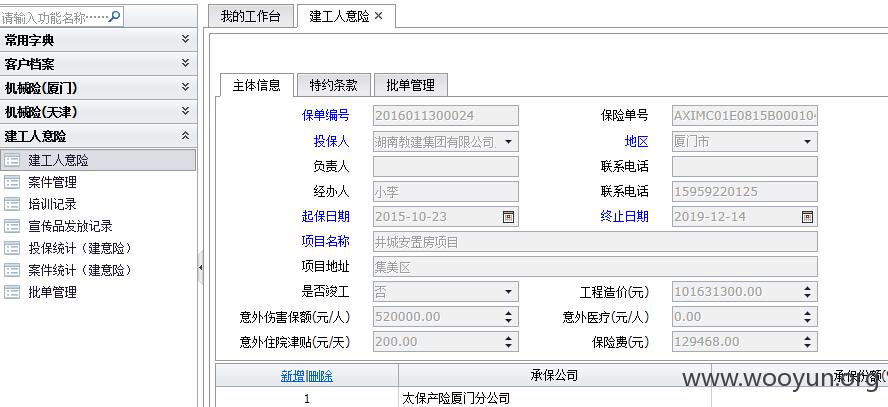 请输入功能名称……
常用字典
客户档案
机械险(厦门)
机械险(天津)
建工人意险
建工人意险
案件管理
培训记录
宣传品发放记录
投保统计（建意险）
案件统计（建意险）
批单管理
我的工作台 建工人意险
主体信息 特约条款 批单管理
保单编号 2016011300024 保险单号 AXIMC01E0815B00010
投保人 湖南教建集团有限公司 地区 厦门市
负责人 联系电话
经办人 小李 联系电话 15959220125
起保日期 2015-10-23 终止日期 2019-12-14
项目名称 井城安置房项目
项目地址 集美区
是否竣工 否 工程造价(元) 101631300.00
意外伤害保额(元/人) 520000.00 意外医疗(元/人) 0.00
意外住院津贴(元/天) 200.00 保险费(元) 129468.00
新增|删除 承保公司 承保份额(
1 太保产险厦门分公司
www.wooyun.org